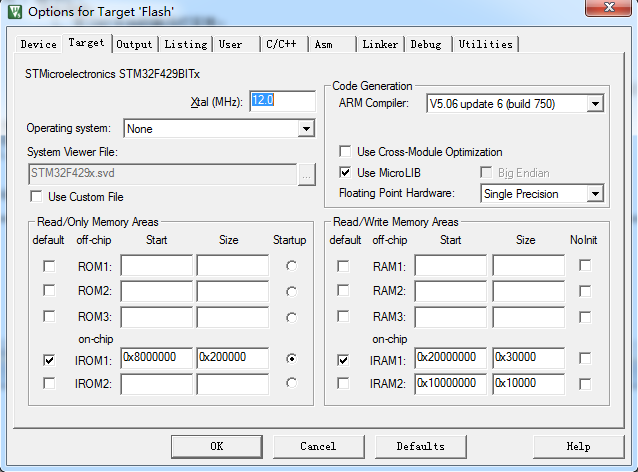 Options for Target 'Flash'
Device Target Output Listing User C/C++ Asm Linker Debug Utilities
STMicroelectronics STM32F429BITx
Xtal (MHz): 12.0
Operating system: None
System Viewer File:
STM32F429x.svd ...
Use Custom File
Code Generation
ARM Compiler: V5.06 update 6 (build 750)
Use Cross-Module Optimization
Use MicroLIB Big Endian
Floating Point Hardware: Single Precision
Read/Only Memory Areas
default off-chip Start Size Startup
ROM1:
ROM2:
ROM3:
on-chip
IROM1: 0x8000000 0x200000
IROM2:
Read/Write Memory Areas
default off-chip Start Size NoInit
RAM1:
RAM2:
RAM3:
on-chip
IRAM1: 0x20000000 0x30000
IRAM2: 0x10000000 0x10000
OK Cancel Defaults Help